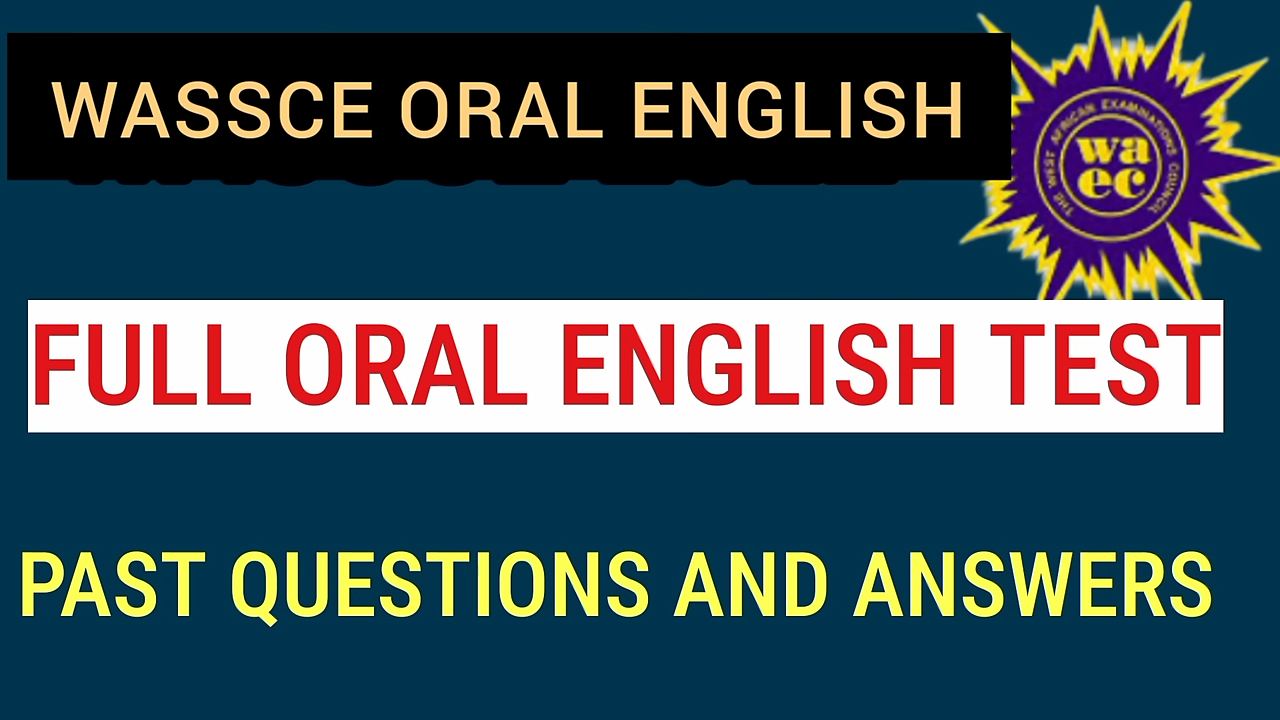 WASSCE ORAL ENGLISH
THE WEST AFRICAN EXAMINATIONS COUNCIL
wa
ec
FULL ORAL ENGLISH TEST
PAST QUESTIONS AND ANSWERS